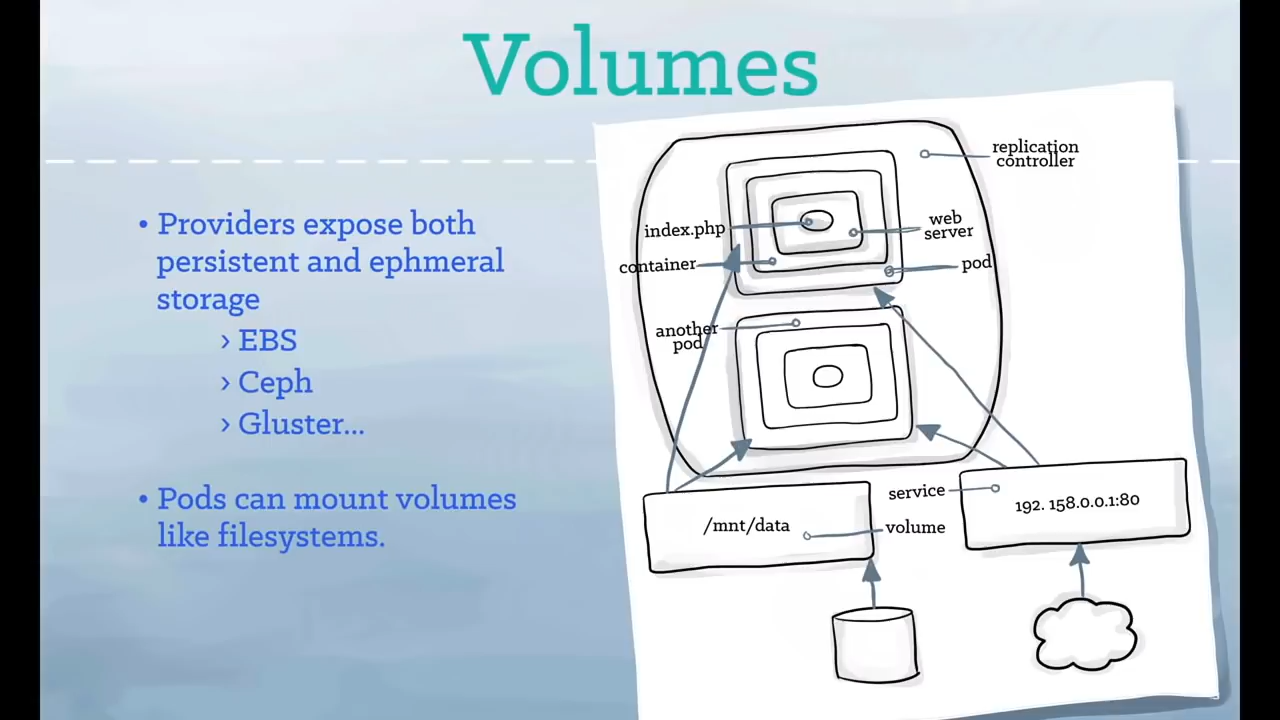 Volumes
• Providers expose both
persistent and ephmeral
storage
› EBS
› Ceph
› Gluster...
• Pods can mount volumes
like filesystems.
replication
controller
index.php
web
server
container
pod
another
pod
service
192. 158.0.0.1:80
/mnt/data
volume